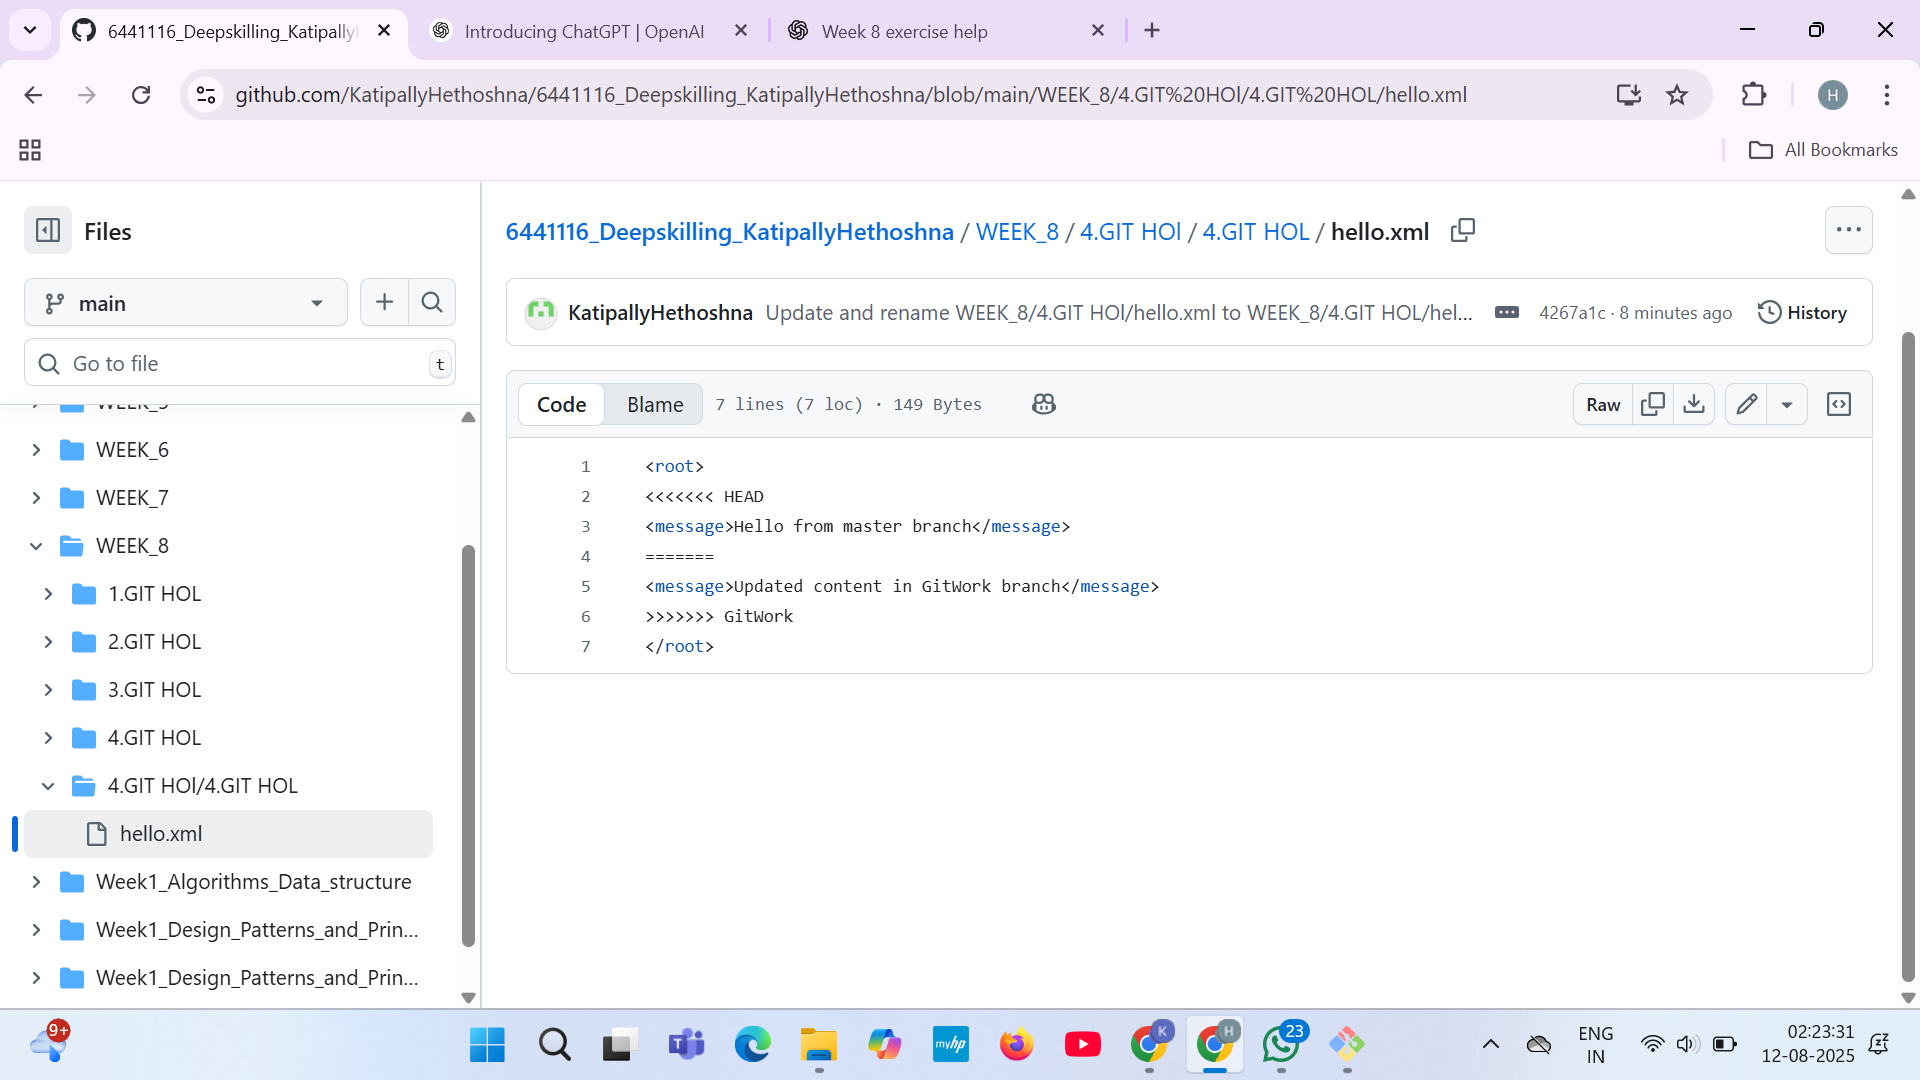 6441116_Deepskilling_Katipally
Introducing ChatGPT | OpenAI
Week 8 exercise help
github.com/KatipallyHethoshna/6441116_Deepskilling_KatipallyHethoshna/blob/main/WEEK_8/4.GIT%20HOl/4.GIT%20HOL/hello.xml
H
All Bookmarks
Files
main
Go to file
t
WEEK_6
WEEK_7
WEEK_8
1.GIT HOL
2.GIT HOL
3.GIT HOL
4.GIT HOL
4.GIT HOl/4.GIT HOL
hello.xml
Week1_Algorithms_Data_structure
Week1_Design_Patterns_and_Prin...
Week1_Design_Patterns_and_Prin...
6441116_Deepskilling_KatipallyHethoshna / WEEK_8 / 4.GIT HOl / 4.GIT HOL / hello.xml
KatipallyHethoshna Update and rename WEEK_8/4.GIT HOl/hello.xml to WEEK_8/4.GIT HOL/hel... 4267a1c · 8 minutes ago History
Code Blame 7 lines (7 loc) · 149 Bytes Raw
1 <root>
2 <<<<<<< HEAD
3 <message>Hello from master branch</message>
4 =======
5 <message>Updated content in GitWork branch</message>
6 >>>>>>> GitWork
7 </root>
9+
myhp
K
H
23
ENG
IN
02:23:31
12-08-2025